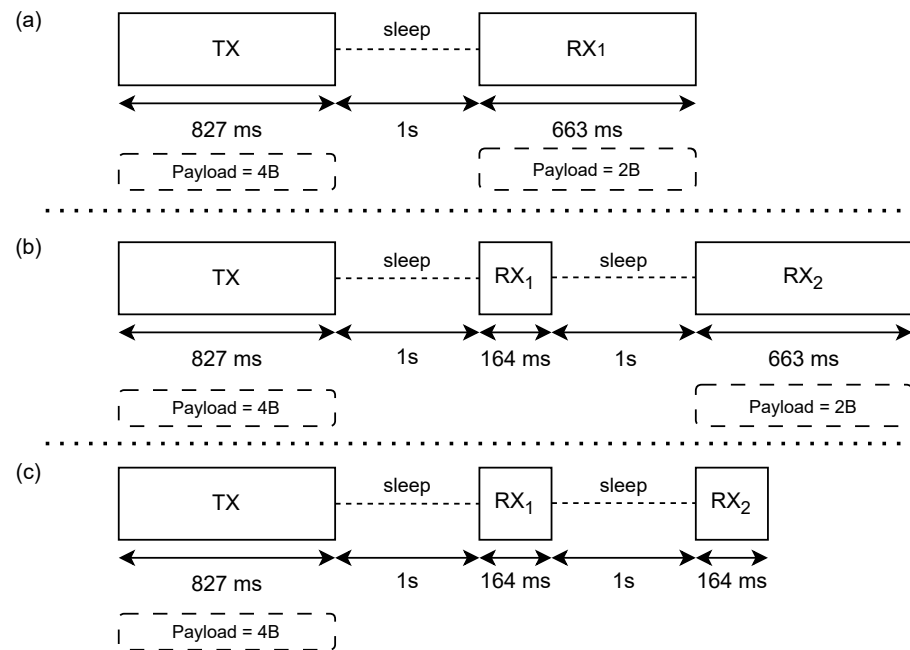 (a)
TX
sleep
RX1
827 ms
1s
663 ms
Payload = 4B
Payload = 2B
(b)
TX
sleep
RX1
sleep
RX2
827 ms
1s
164 ms
1s
663 ms
Payload = 4B
Payload = 2B
(c)
TX
sleep
RX1
sleep
RX2
827 ms
1s
164 ms
1s
164 ms
Payload = 4B